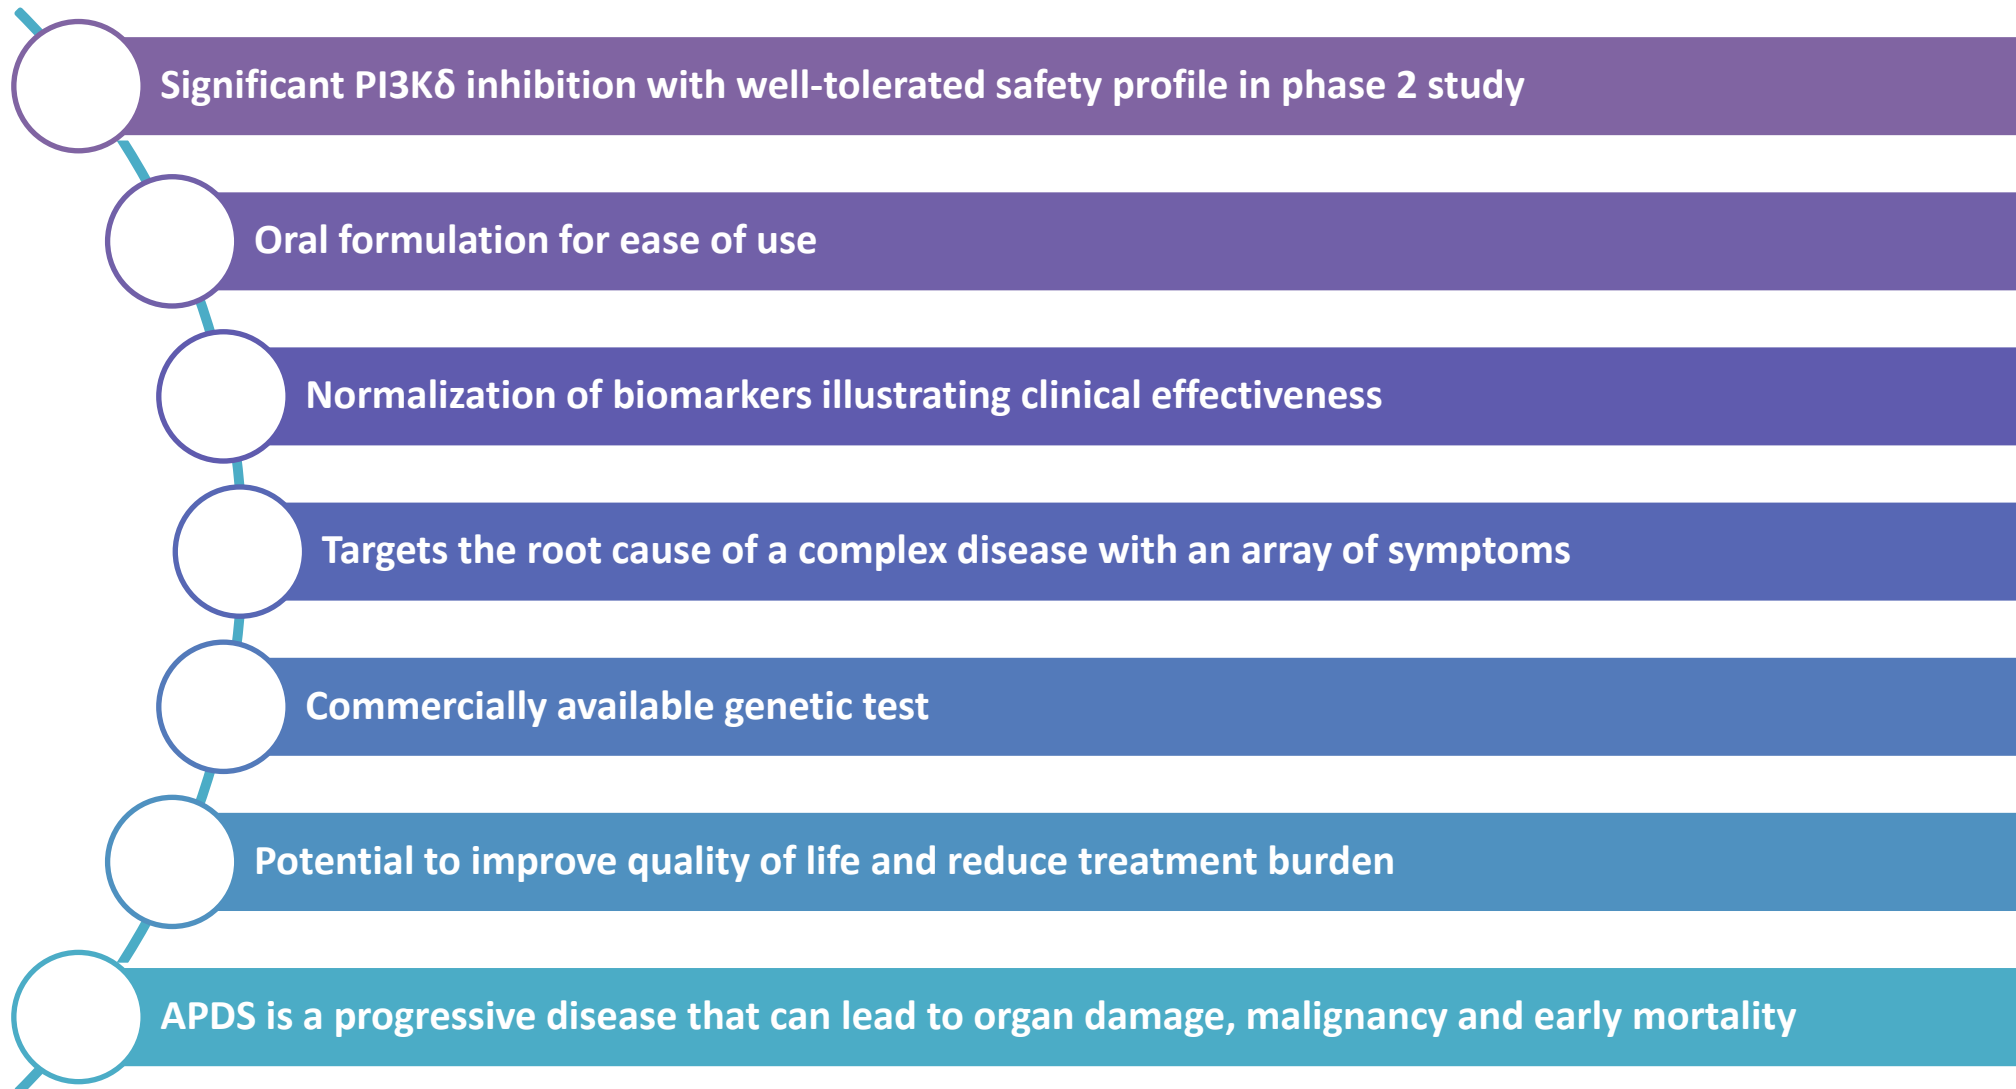 Significant PI3Kδ inhibition with well-tolerated safety profile in phase 2 study
Oral formulation for ease of use
Normalization of biomarkers illustrating clinical effectiveness
Targets the root cause of a complex disease with an array of symptoms
Commercially available genetic test
Potential to improve quality of life and reduce treatment burden
APDS is a progressive disease that can lead to organ damage, malignancy and early mortality